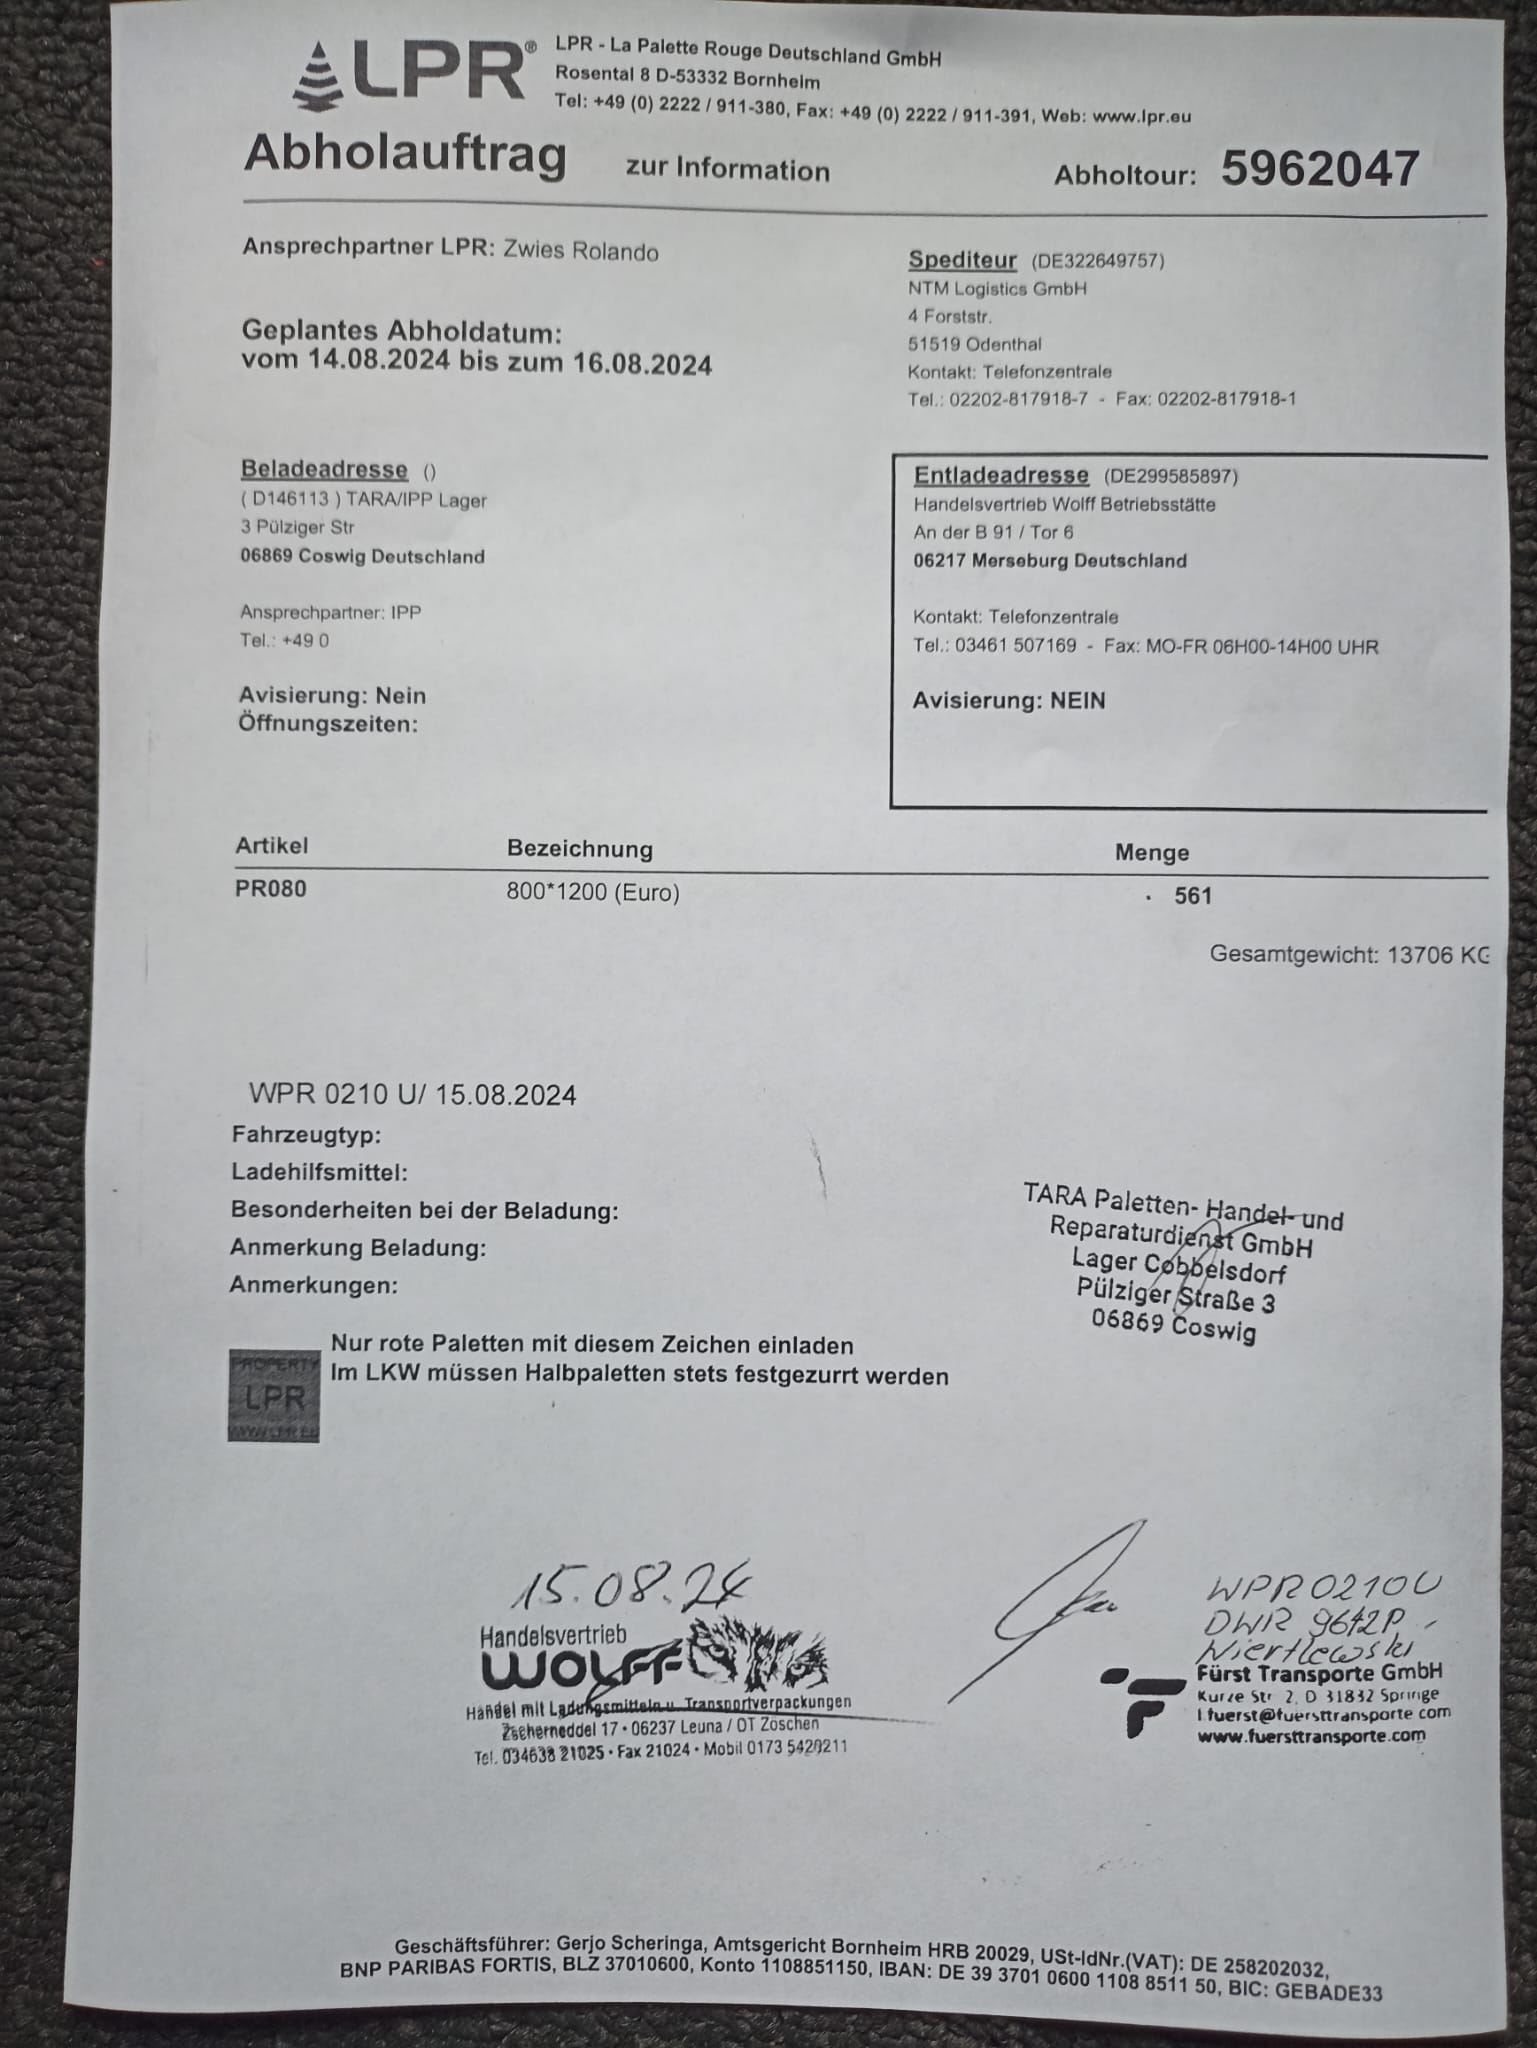 LPR®
LPR - La Palette Rouge Deutschland GmbH
Rosental 8 D-53332 Bornheim
Tel: +49 (0) 2222 / 911-380, Fax: +49 (0) 2222 / 911-391, Web: www.lpr.eu
Abholauftrag zur Information Abholtour: 5962047
Ansprechpartner LPR: Zwies Rolando
Geplantes Abholdatum:
vom 14.08.2024 bis zum 16.08.2024
Spediteur (DE322649757)
NTM Logistics GmbH
4 Forststr.
51519 Odenthal
Kontakt: Telefonzentrale
Tel.: 02202-817918-7 - Fax: 02202-817918-1
Beladeadresse ()
( D146113 ) TARA/IPP Lager
3 Pülziger Str
06869 Coswig Deutschland
Ansprechpartner: IPP
Tel.: +49 0
Avisierung: Nein
Öffnungszeiten:
Entladeadresse (DE299585897)
Handelsvertrieb Wolff Betriebsstätte
An der B 91 / Tor 6
06217 Merseburg Deutschland
Kontakt: Telefonzentrale
Tel.: 03461 507169 - Fax: MO-FR 06H00-14H00 UHR
Avisierung: NEIN
Artikel Bezeichnung Menge
PR080 800*1200 (Euro) 561
Gesamtgewicht: 13706 KG
WPR 0210 U/ 15.08.2024
Fahrzeugtyp:
Ladehilfsmittel:
Besonderheiten bei der Beladung:
Anmerkung Beladung:
Anmerkungen:
TARA Paletten- Handel- und
Reparaturdienst GmbH
Lager Cobbelsdorf
Pülziger Straße 3
06869 Coswig
Nur rote Paletten mit diesem Zeichen einladen
Im LKW müssen Halbpaletten stets festgezurrt werden
PROPERTY
LPR
WWW.LPR.EU
15.08.24
Handelsvertrieb
WOLFF
Handel mit Ladungsmitteln u. Transportverpackungen
Zscherneddel 17 • 06237 Leuna / OT Zöschen
Tel. 034638 21025 • Fax 21024 • Mobil 0173 5420211
WPR0210U
DWR 9642P
Niertlewski
Fürst Transporte GmbH
Kurze Str. 2, D 31832 Springe
l.fuerst@fuersttransporte.com
www.fuersttransporte.com
Geschäftsführer: Gerjo Scheringa, Amtsgericht Bornheim HRB 20029, USt-IdNr.(VAT): DE 258202032,
BNP PARIBAS FORTIS, BLZ 37010600, Konto 1108851150, IBAN: DE 39 3701 0600 1108 8511 50, BIC: GEBADE33